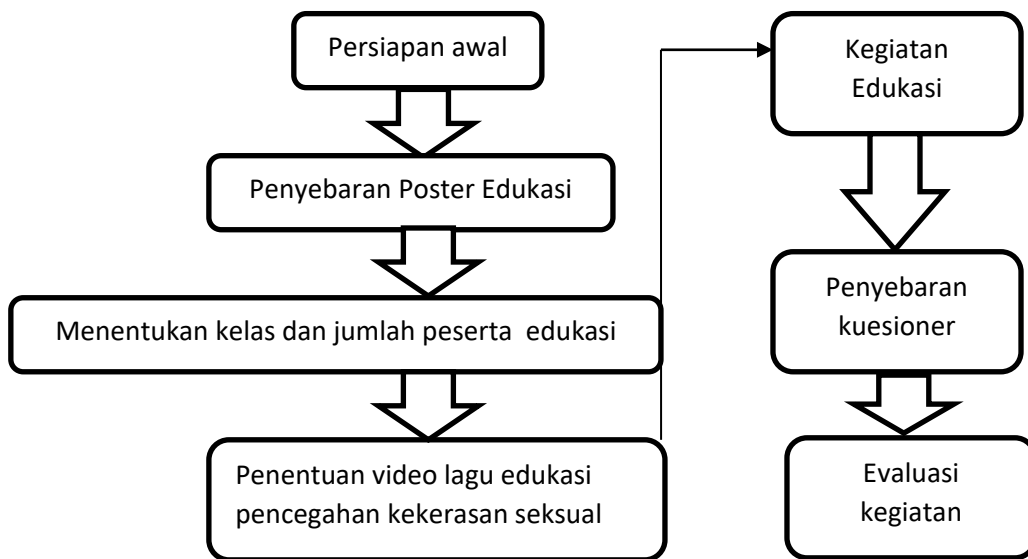 Persiapan awal
Penyebaran Poster Edukasi
Menentukan kelas dan jumlah peserta edukasi
Penentuan video lagu edukasi
pencegahan kekerasan seksual
Kegiatan
Edukasi
Penyebaran
kuesioner
Evaluasi
kegiatan